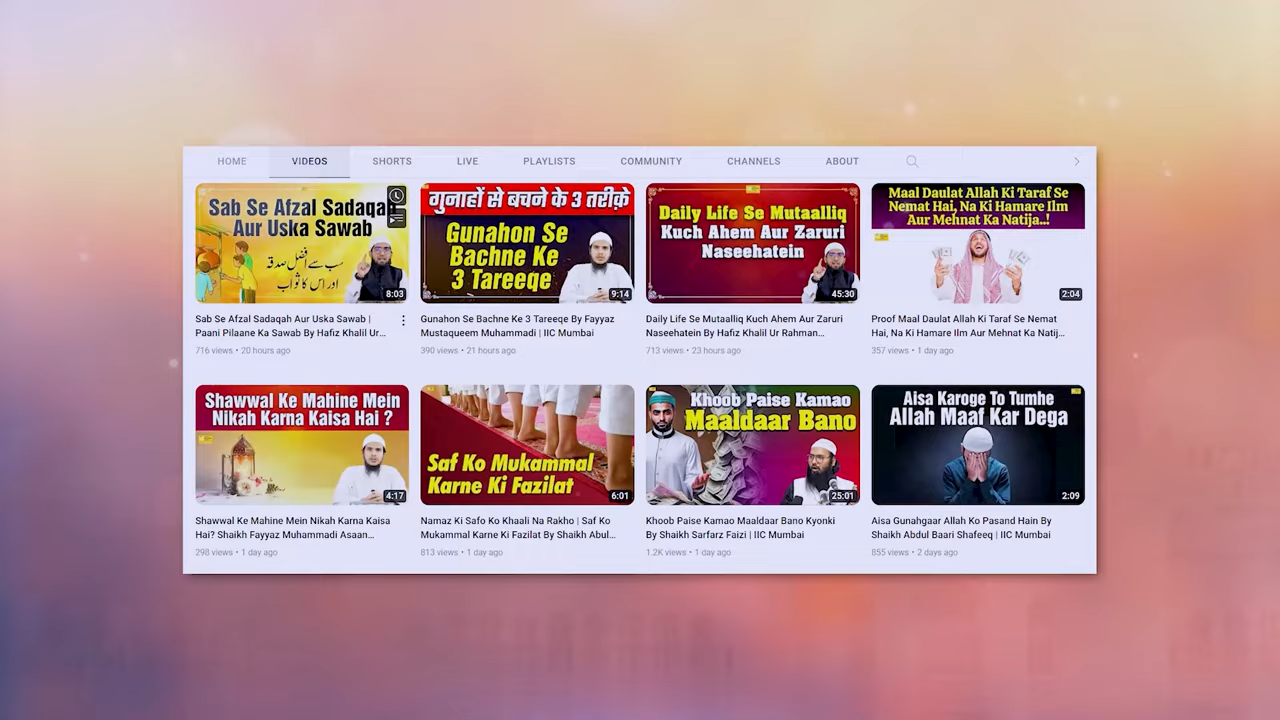 HOME VIDEOS SHORTS LIVE PLAYLISTS COMMUNITY CHANNELS ABOUT
Sab Se Afzal Sadaqah
Aur Uska Sawab
سب سے افضل صدقہ
اور اس کا ثواب
8:03
गुनाहों से बचने के 3 तरीक़े
Gunahon Se
Bachne Ke
3 Tareeqe
9:14
Daily Life Se Mutaalliq
Kuch Ahem Aur Zaruri
Naseehatein
45:30
Maal Daulat Allah Ki Taraf Se
Nemat Hai, Na Ki Hamare Ilm
Aur Mehnat Ka Natija..!
2:04
Sab Se Afzal Sadaqah Aur Uska Sawab |
Paani Pilaane Ka Sawab By Hafiz Khalil Ur...
716 views • 20 hours ago
Gunahon Se Bachne Ke 3 Tareeqe By Fayyaz
Mustaqueem Muhammadi | IIC Mumbai
390 views • 21 hours ago
Daily Life Se Mutaalliq Kuch Ahem Aur Zaruri
Naseehatein By Hafiz Khalil Ur Rahman...
713 views • 23 hours ago
Proof Maal Daulat Allah Ki Taraf Se Nemat
Hai, Na Ki Hamare Ilm Aur Mehnat Ka Natij...
357 views • 1 day ago
Shawwal Ke Mahine Mein
Nikah Karna Kaisa Hai ?
4:17
Saf Ko Mukammal
Karne Ki Fazilat
6:01
Khoob Paise Kamao
Maaldaar Bano
25:01
Aisa Karoge To Tumhe
Allah Maaf Kar Dega
2:09
Shawwal Ke Mahine Mein Nikah Karna Kaisa
Hai? Shaikh Fayyaz Muhammadi Asaan...
298 views • 1 day ago
Namaz Ki Safo Ko Khaali Na Rakho | Saf Ko
Mukammal Karne Ki Fazilat By Shaikh Abul...
813 views • 1 day ago
Khoob Paise Kamao Maaldaar Bano Kyonki
By Shaikh Sarfarz Faizi | IIC Mumbai
1.2K views • 1 day ago
Aisa Gunahgaar Allah Ko Pasand Hain By
Shaikh Abdul Baari Shafeeq | IIC Mumbai
855 views • 2 days ago